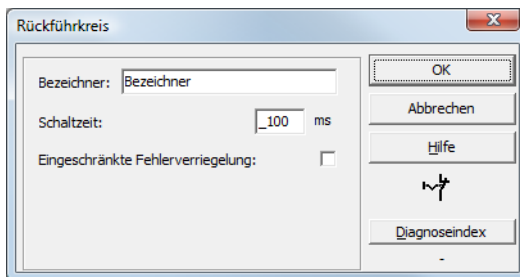 Rückführkreis
Bezeichner: Bezeichner
Schaltzeit: _100 ms
Eingeschränkte Fehlerverriegelung:
OK
Abbrechen
Hilfe
Diagnoseindex
-